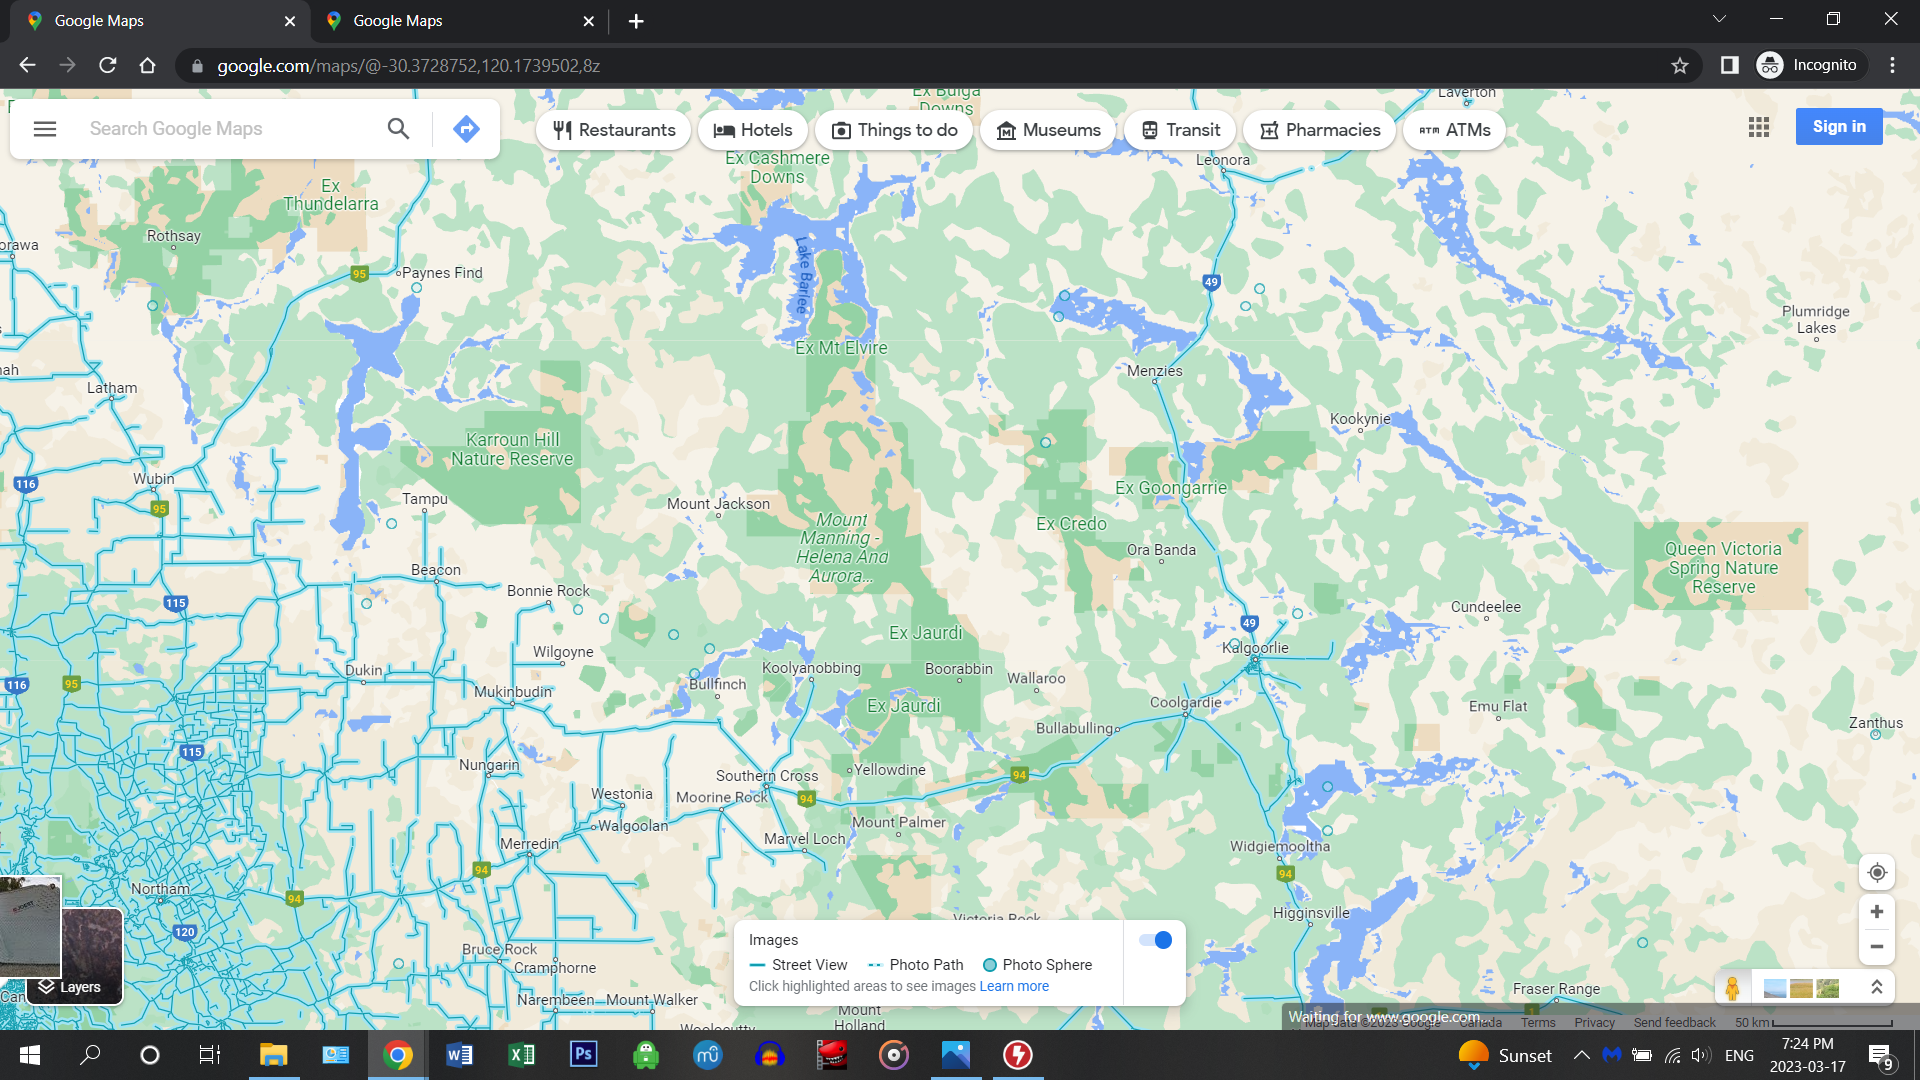 Google Maps
Google Maps
google.com/maps/@-30.3728752,120.1739502,8z
Incognito
Search Google Maps
Restaurants
Hotels
Things to do
Museums
Transit
Pharmacies
ATMs
Sign in
Ex Bulga
Downs
Laverton
Ex Cashmere
Downs
Leonora
Ex
Thundelarra
Rothsay
orawa
95
Paynes Find
Lake Barlee
49
Plumridge
Lakes
Ex Mt Elvire
Menzies
nah
Latham
Kookynie
Karroun Hill
Nature Reserve
Wubin
116
95
Tampu
Mount Jackson
Ex Goongarrie
Mount
Manning -
Helena And
Aurora...
Ex Credo
Ora Banda
Queen Victoria
Spring Nature
Reserve
Beacon
Bonnie Rock
115
Cundeelee
49
Ex Jaurdi
Kalgoorlie
Wilgoyne
Dukin
Koolyanobbing
Boorabbin
Wallaroo
116
95
Mukinbudin
Bullfinch
Ex Jaurdi
Coolgardie
Emu Flat
Bullabulling
Zanthus
115
Nungarin
Southern Cross
Yellowdine
94
Westonia
Moorine Rock
94
Walgoolan
Mount Palmer
Merredin
Marvel Loch
Widgiemooltha
94
94
Northam
94
Higginsville
Victoria Rock
120
Bruce Rock
Cramphorne
Images
Street View
Photo Path
Photo Sphere
Click highlighted areas to see images Learn more
Layers
Narembeen
Mount Walker
Fraser Range
Mount
Holland
Waiting for www.google.com...
Map data ©2023 Google
Canada
Terms
Privacy
Send feedback
50 km
W
X
Ps
mu
Sunset
ENG
7:24 PM
2023-03-17
9